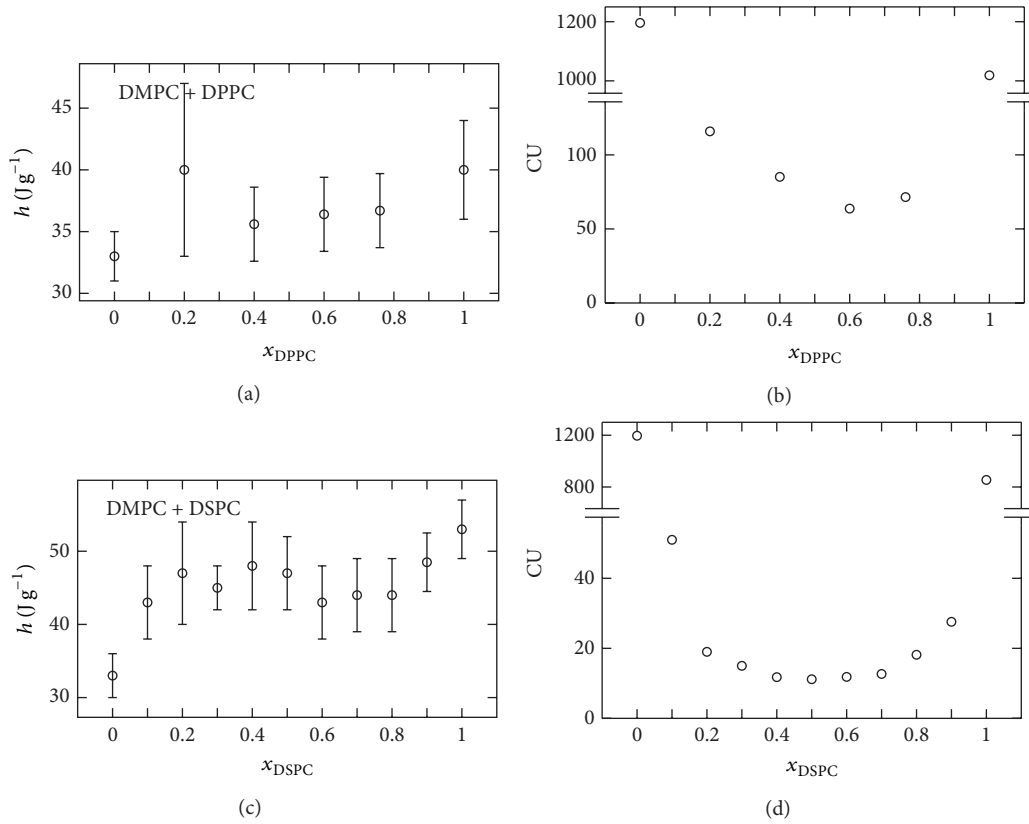 DMPC + DPPC
h (J g⁻¹)
45
40
35
30
0 0.2 0.4 0.6 0.8 1
x_DPPC
(a)
CU
1200
1000
100
50
0
0 0.2 0.4 0.6 0.8 1
x_DPPC
(b)
DMPC + DSPC
h (J g⁻¹)
50
40
30
0 0.2 0.4 0.6 0.8 1
x_DSPC
(c)
CU
1200
800
40
20
0
0 0.2 0.4 0.6 0.8 1
x_DSPC
(d)